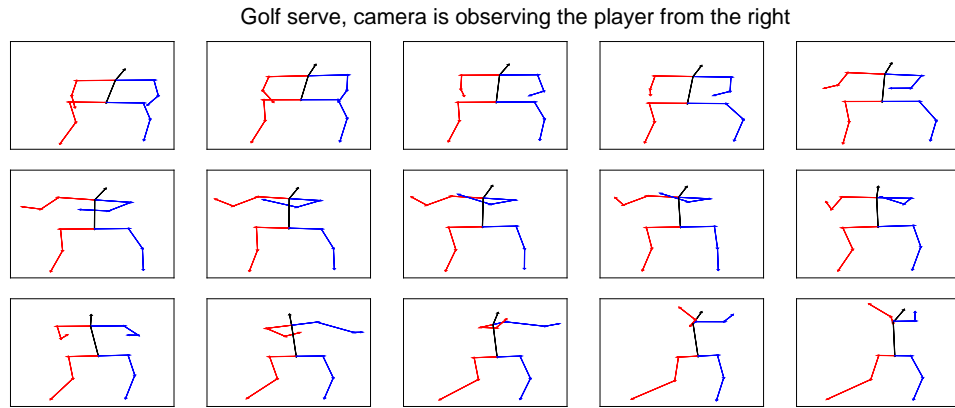 Golf serve, camera is observing the player from the right